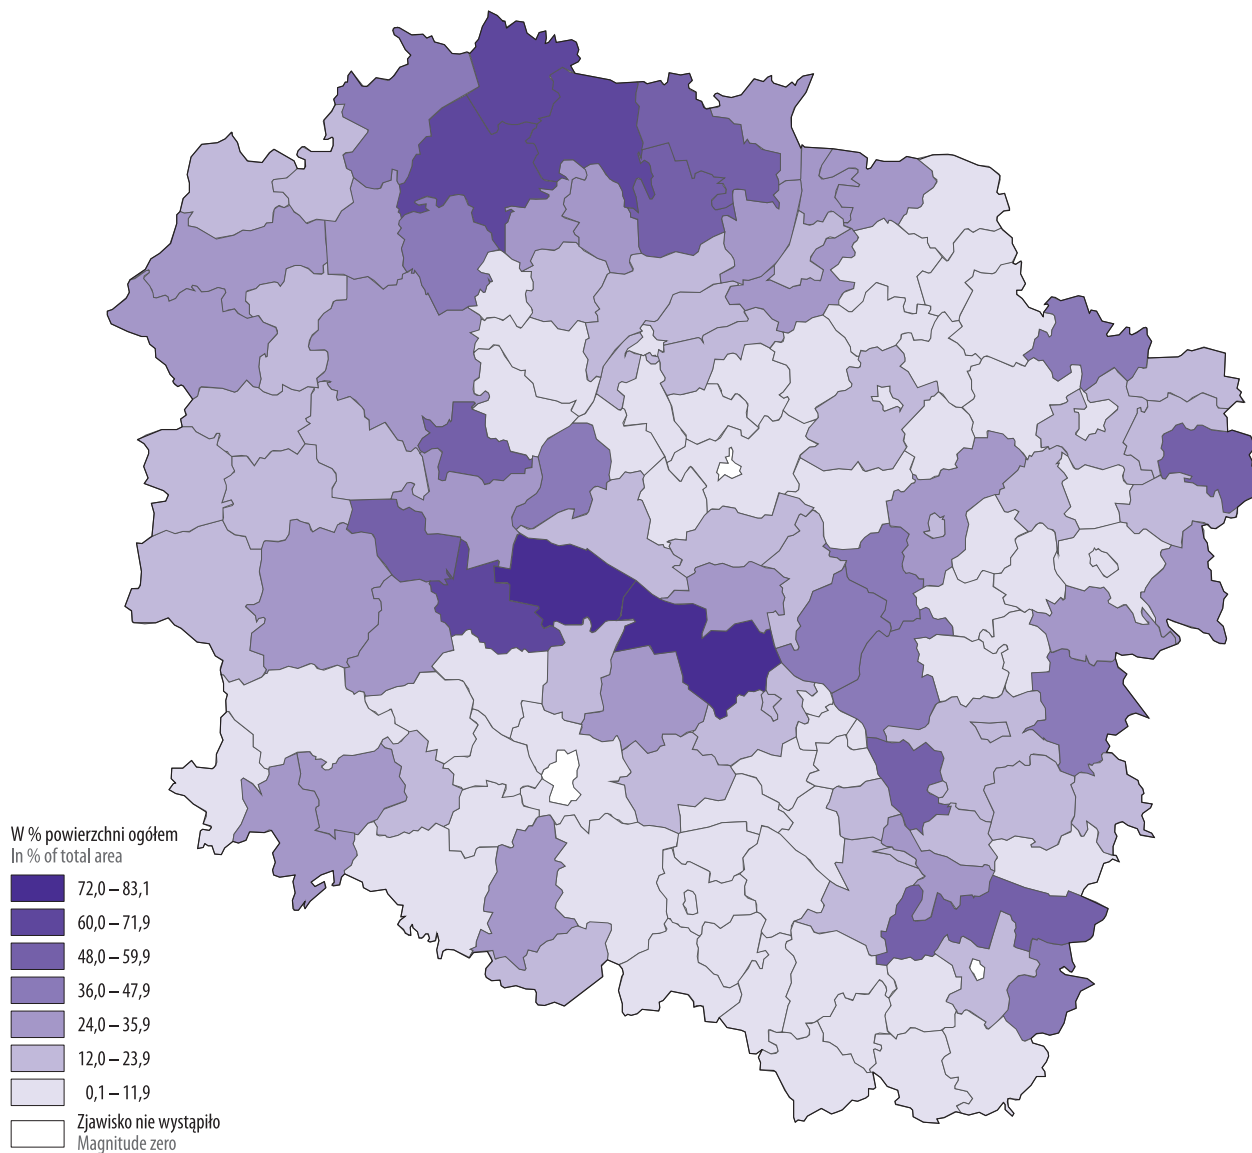 W % powierzchni ogółem
In % of total area
72,0 – 83,1
60,0 – 71,9
48,0 – 59,9
36,0 – 47,9
24,0 – 35,9
12,0 – 23,9
0,1 – 11,9
Zjawisko nie wystąpiło
Magnitude zero